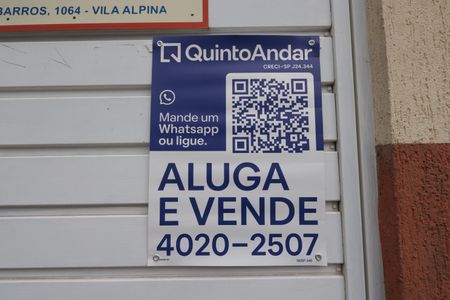 BARROS, 1064 - VILA ALPINA
QuintoAndar
CRECI-SP J24.344
Mande um
Whatsapp
ou ligue.
ALUGA
E VENDE
4020-2507